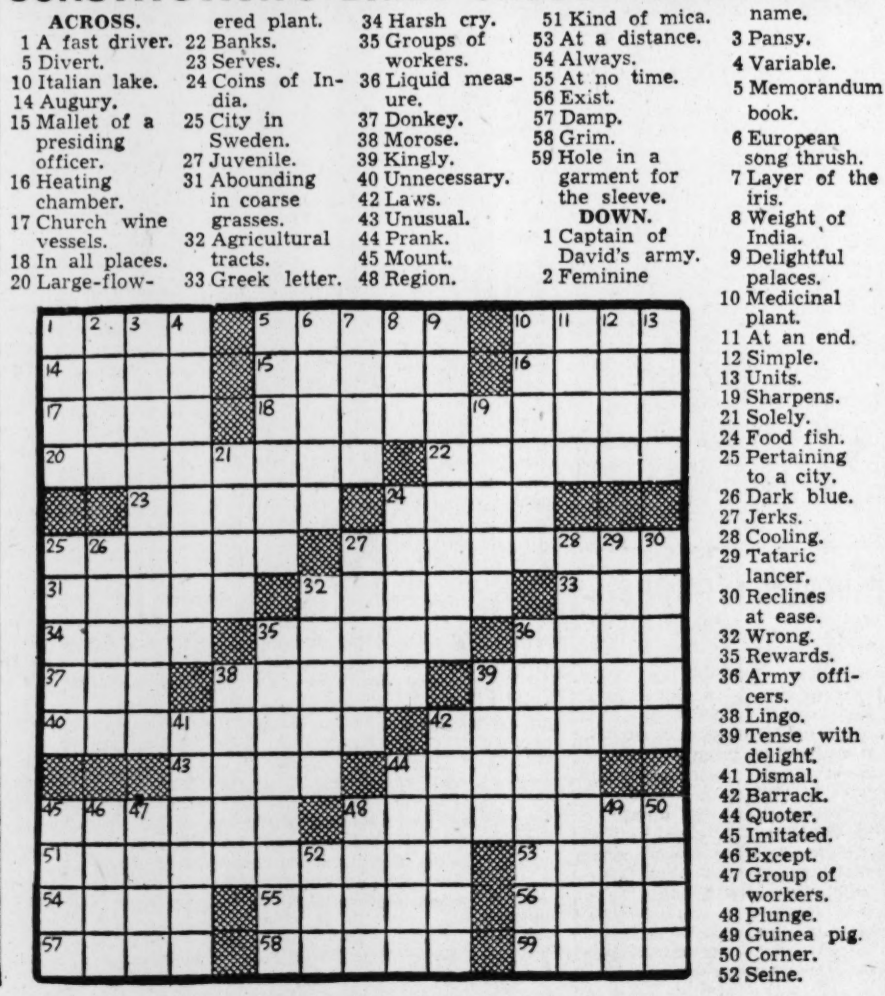 ACROSS.
1 A fast driver.
5 Divert.
10 Italian lake.
14 Augury.
15 Mallet of a
presiding
officer.
16 Heating
chamber.
17 Church wine
vessels.
18 In all places.
20 Large-flow-
ered plant.
22 Banks.
23 Serves.
24 Coins of In-
dia.
25 City in
Sweden.
27 Juvenile.
31 Abounding
in coarse
grasses.
32 Agricultural
tracts.
33 Greek letter.
34 Harsh cry.
35 Groups of
workers.
36 Liquid meas-
ure.
37 Donkey.
38 Morose.
39 Kingly.
40 Unnecessary.
42 Laws.
43 Unusual.
44 Prank.
45 Mount.
48 Region.
51 Kind of mica.
53 At a distance.
54 Always.
55 At no time.
56 Exist.
57 Damp.
58 Grim.
59 Hole in a
garment for
the sleeve.
DOWN.
1 Captain of
David's army.
2 Feminine
name.
3 Pansy.
4 Variable.
5 Memorandum
book.
6 European
song thrush.
7 Layer of the
iris.
8 Weight of
India.
9 Delightful
palaces.
10 Medicinal
plant.
11 At an end.
12 Simple.
13 Units.
19 Sharpens.
21 Solely.
24 Food fish.
25 Pertaining
to a city.
26 Dark blue.
27 Jerks.
28 Cooling.
29 Tataric
lancer.
30 Reclines
at ease.
32 Wrong.
35 Rewards.
36 Army offi-
cers.
38 Lingo.
39 Tense with
delight.
41 Dismal.
42 Barrack.
44 Quoter.
45 Imitated.
46 Except.
47 Group of
workers.
48 Plunge.
49 Guinea pig.
50 Corner.
52 Seine.
1 2 3 4 5 6 7 8 9 10 11 12 13
14 15 16
17 18 19
20 21 22
23 24
25 26 27 28 29 30
31 32 33
34 35 36
37 38 39
40 41 42
43 44
45 46 47 48 49 50
51 52 53
54 55 56
57 58 59